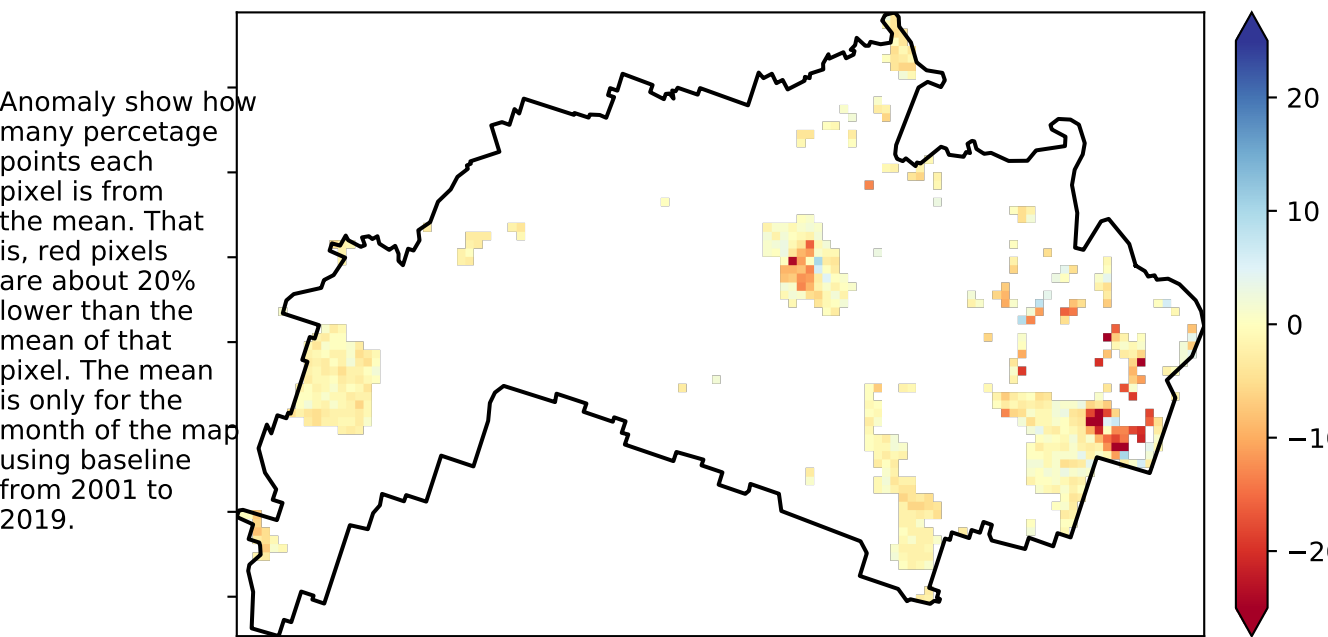 Anomaly show how
many percetage
points each
pixel is from
the mean. That
is, red pixels
are about 20%
lower than the
mean of that
pixel. The mean
is only for the
month of the map
using baseline
from 2001 to
2019.
20
10
0
−10
−20